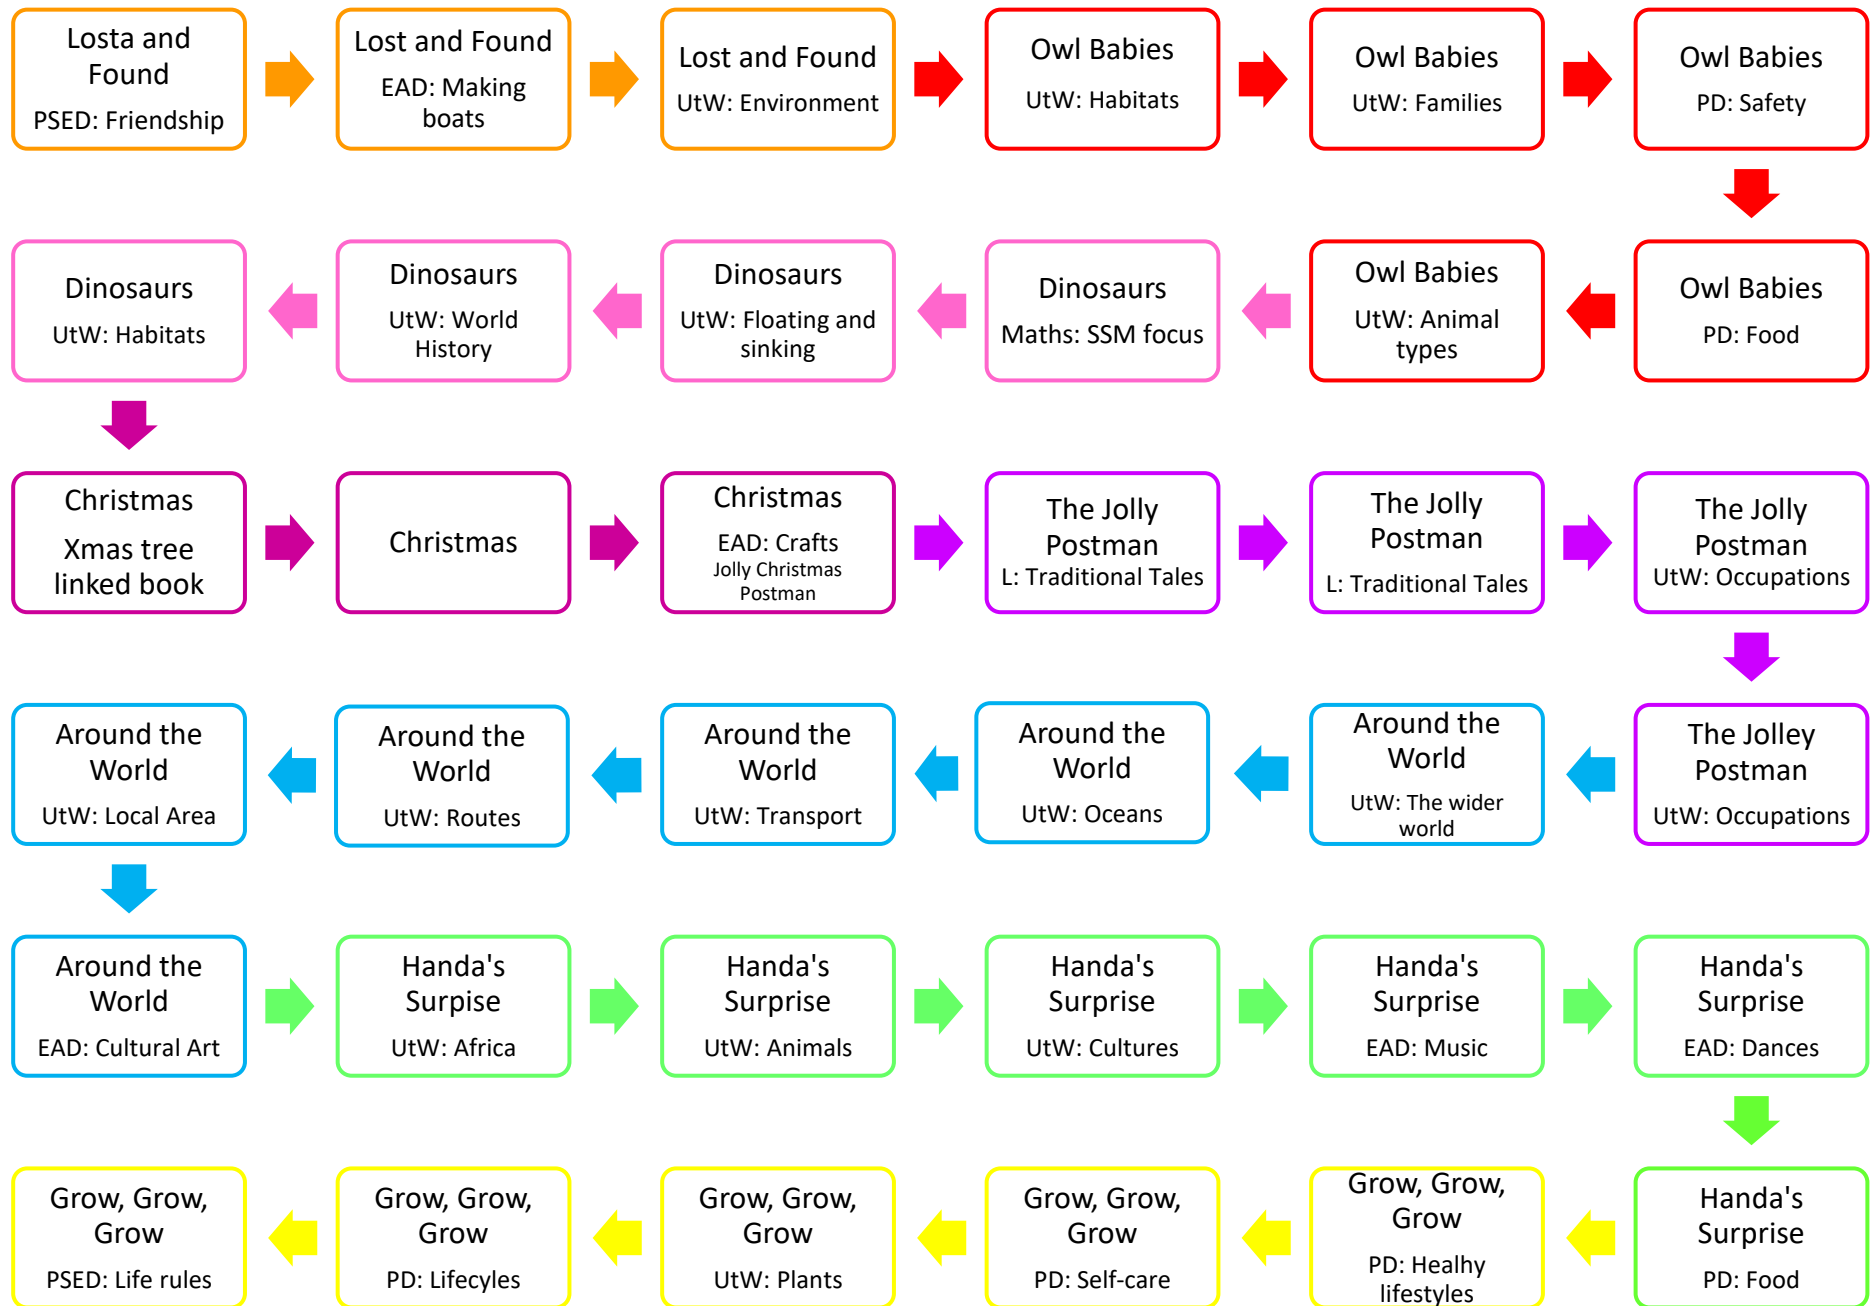 Losta and
Found
PSED: Friendship
Lost and Found
EAD: Making
boats
Lost and Found
UtW: Environment
Owl Babies
UtW: Habitats
Owl Babies
UtW: Families
Owl Babies
PD: Safety
Dinosaurs
UtW: Habitats
Dinosaurs
UtW: World
History
Dinosaurs
UtW: Floating and
sinking
Dinosaurs
Maths: SSM focus
Owl Babies
UtW: Animal
types
Owl Babies
PD: Food
Christmas
Xmas tree
linked book
Christmas
Christmas
EAD: Crafts
Jolly Christmas
Postman
The Jolly
Postman
L: Traditional Tales
The Jolly
Postman
L: Traditional Tales
The Jolly
Postman
UtW: Occupations
Around the
World
UtW: Local Area
Around the
World
UtW: Routes
Around the
World
UtW: Transport
Around the
World
UtW: Oceans
Around the
World
UtW: The wider
world
The Jolley
Postman
UtW: Occupations
Around the
World
EAD: Cultural Art
Handa's
Surpise
UtW: Africa
Handa's
Surprise
UtW: Animals
Handa's
Surprise
UtW: Cultures
Handa's
Surprise
EAD: Music
Handa's
Surprise
EAD: Dances
Grow, Grow,
Grow
PSED: Life rules
Grow, Grow,
Grow
PD: Lifecyles
Grow, Grow,
Grow
UtW: Plants
Grow, Grow,
Grow
PD: Self-care
Grow, Grow,
Grow
PD: Healhy
lifestyles
Handa's
Surprise
PD: Food